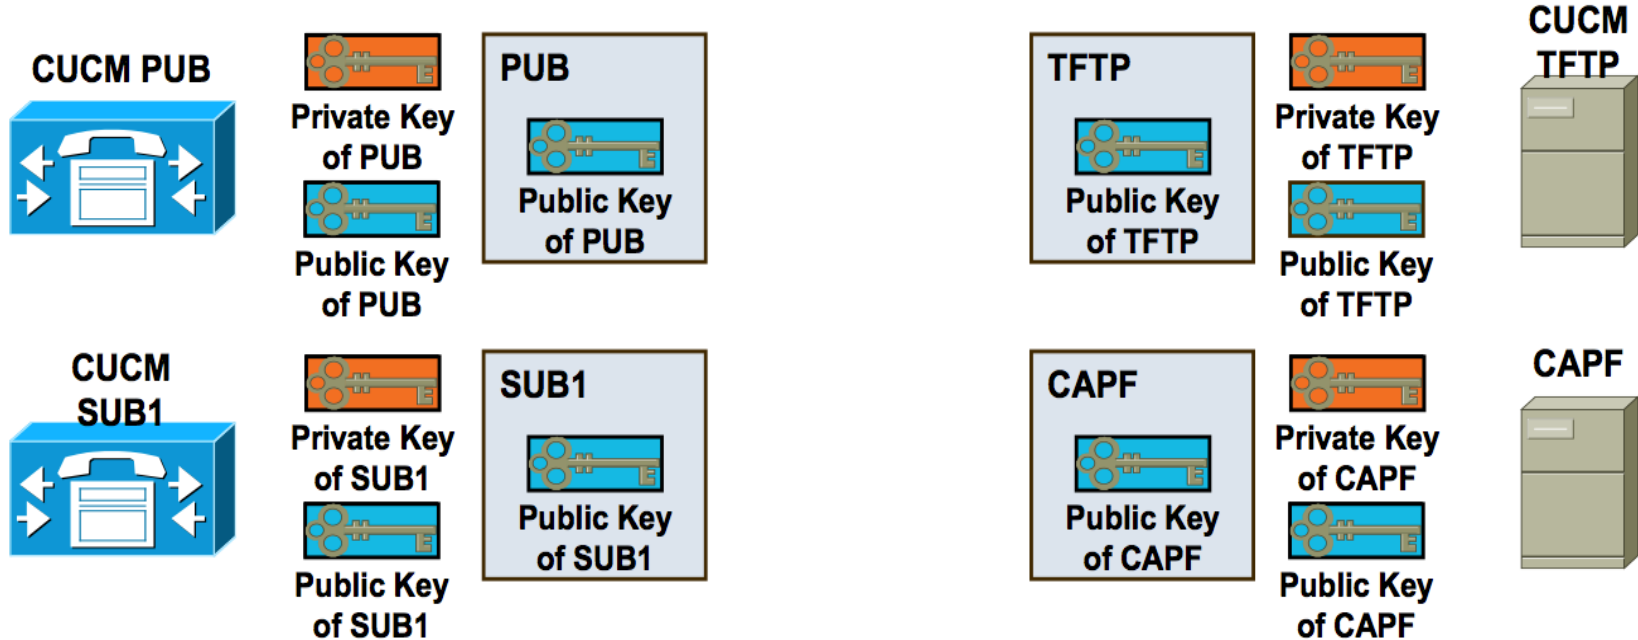 CUCM PUB
Private Key
of PUB
Public Key
of PUB
PUB
Public Key
of PUB
TFTP
Public Key
of TFTP
Private Key
of TFTP
Public Key
of TFTP
CUCM
TFTP
CUCM
SUB1
Private Key
of SUB1
Public Key
of SUB1
SUB1
Public Key
of SUB1
CAPF
Public Key
of CAPF
Private Key
of CAPF
Public Key
of CAPF
CAPF